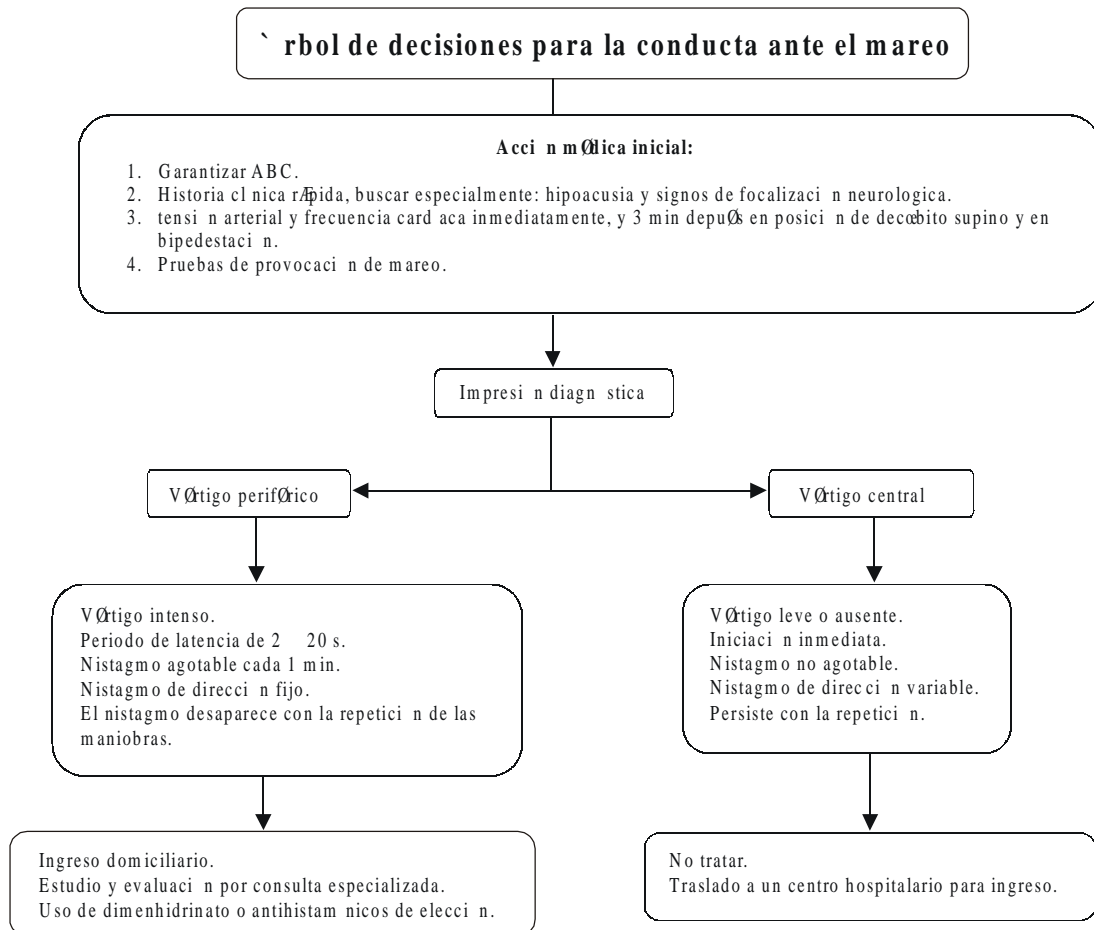 ` rbol de decisiones para la conducta ante el mareo
Acci n mØdica inicial:
1. Garantizar ABC.
2. Historia cl nica rÆpida, buscar especialmente: hipoacusia y signos de focalizaci n neurologica.
3. tensi n arterial y frecuencia card aca inmediatamente, y 3 min depuØs en posici n de decœbito supino y en
bipedestaci n.
4. Pruebas de provocaci n de mareo.
Impresi n diagn stica
VØrtigo perifØrico
VØrtigo central
VØrtigo intenso.
Periodo de latencia de 2 20 s.
Nistagmo agotable cada 1 min.
Nistagmo de direcci n fijo.
El nistagmo desaparece con la repetici n de las
maniobras.
VØrtigo leve o ausente.
Iniciaci n inmediata.
Nistagmo no agotable.
Nistagmo de direcci n variable.
Persiste con la repetici n.
Ingreso domiciliario.
Estudio y evaluaci n por consulta especializada.
Uso de dimenhidrinato o antihistam nicos de elecci n.
No tratar.
Traslado a un centro hospitalario para ingreso.